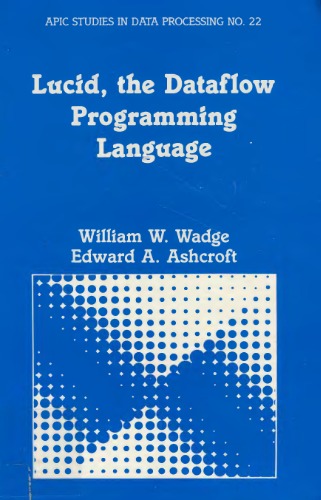 APIC STUDIES IN DATA PROCESSING NO. 22
Lucid, the Dataflow
Programming
Language
William W. Wadge
Edward A. Ashcroft